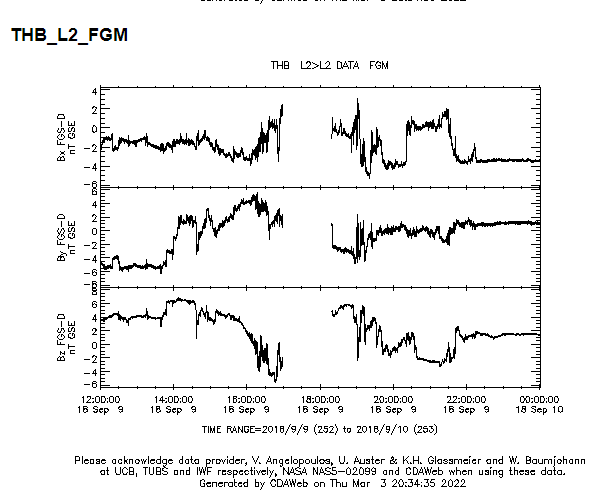 THB_L2_FGM
THB L2>L2 DATA FGM
4
2
0
-2
-4
-6
Bx FGS-D
nT GSE
6
4
2
0
-2
-4
-6
By FGS-D
nT GSE
8
6
4
2
0
-2
-4
-6
Bz FGS-D
nT GSE
12:00:00 14:00:00 16:00:00 18:00:00 20:00:00 22:00:00 00:00:00
18 Sep 9 18 Sep 9 18 Sep 9 18 Sep 9 18 Sep 9 18 Sep 9 18 Sep 10
TIME RANGE=2018/9/9 (252) to 2018/9/10 (253)
Please acknowledge data provider, V. Angelopoulos, U. Auster & K.H. Glassmeier and W. Baumjohann
at UCB, TUBS and IWF respectively, NASA NAS5-02099 and CDAWeb when using these data.
Generated by CDAWeb on Thu Mar 3 20:34:35 2022